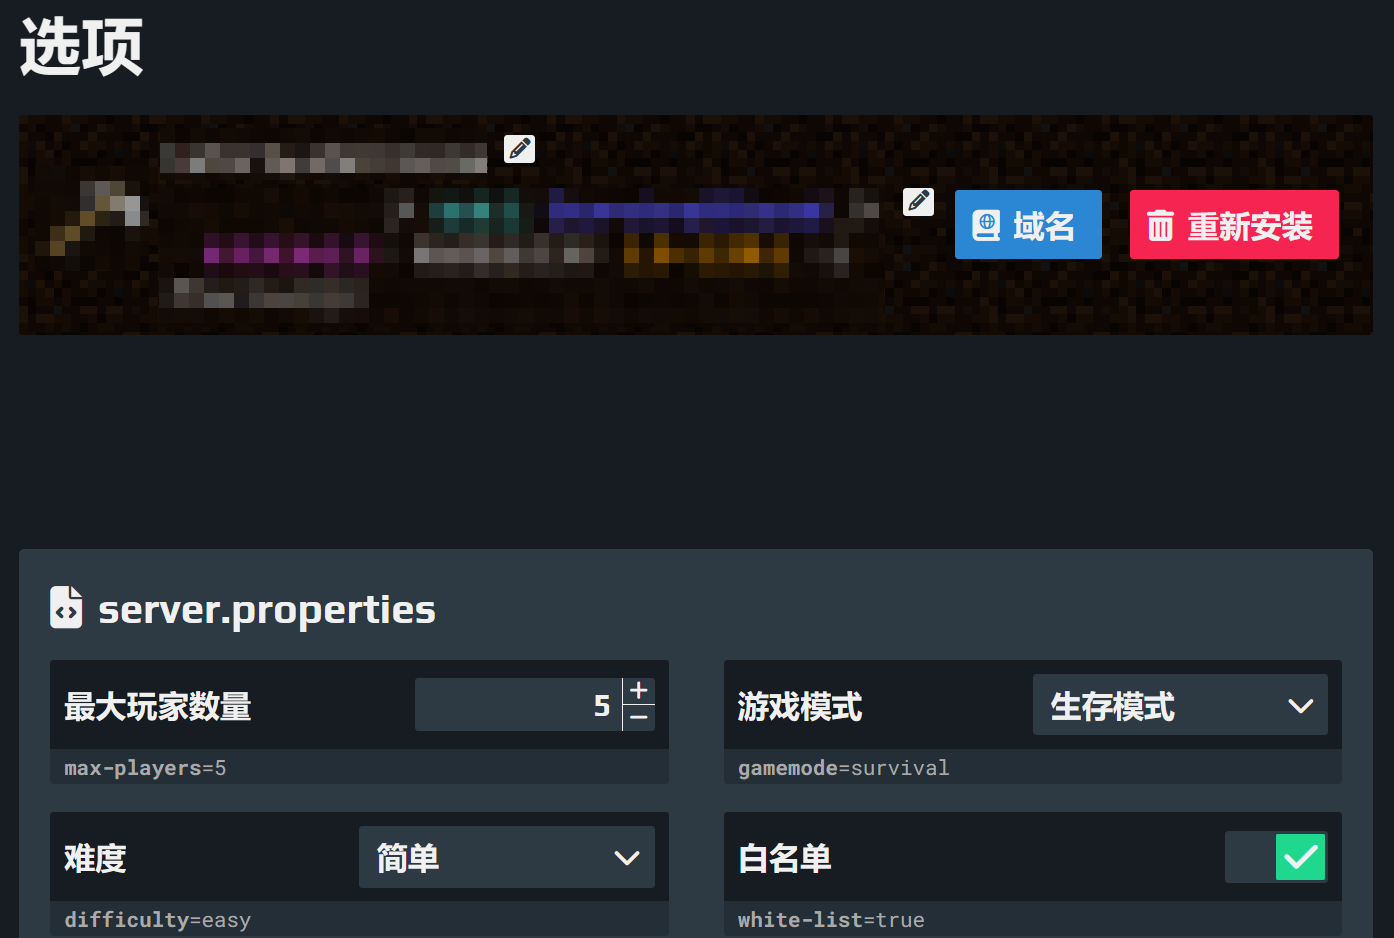 选项
域名
重新安装
server.properties
最大玩家数量 5
max-players=5
游戏模式 生存模式
gamemode=survival
难度 简单
difficulty=easy
白名单
white-list=true